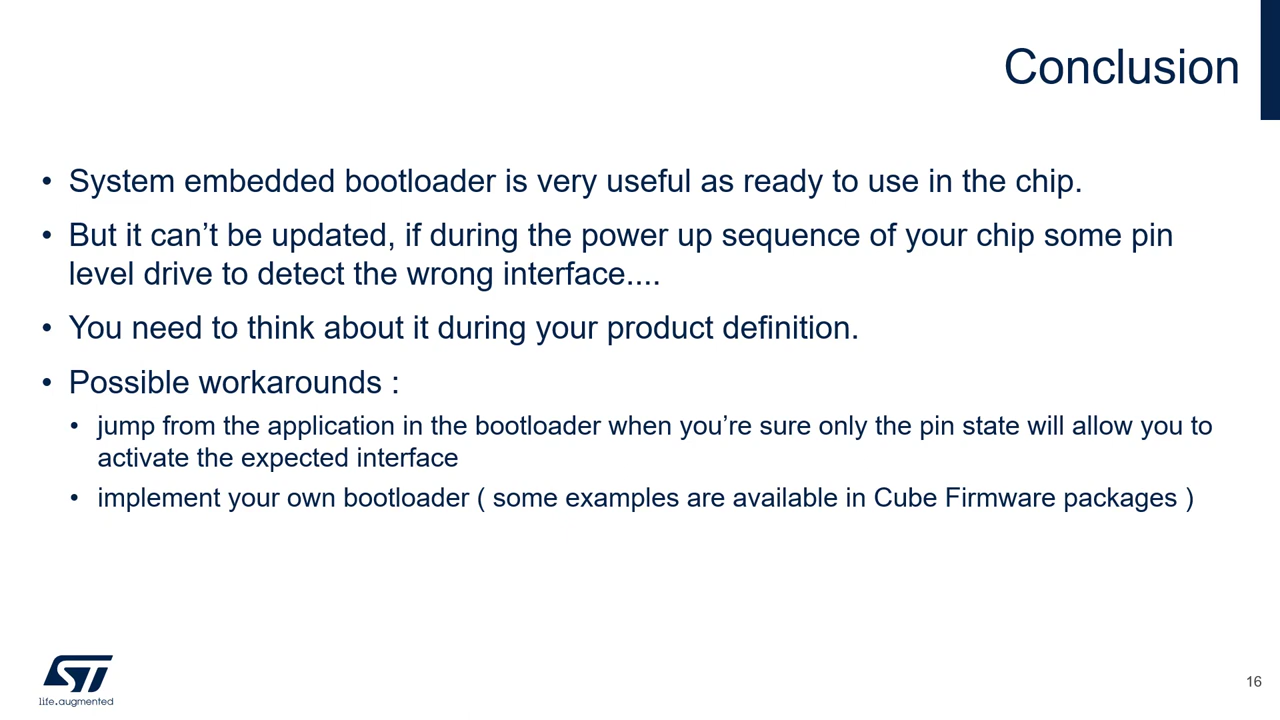 Conclusion
• System embedded bootloader is very useful as ready to use in the chip.
• But it can’t be updated, if during the power up sequence of your chip some pin
level drive to detect the wrong interface....
• You need to think about it during your product definition.
• Possible workarounds :
• jump from the application in the bootloader when you’re sure only the pin state will allow you to
activate the expected interface
• implement your own bootloader ( some examples are available in Cube Firmware packages )
ST
life.augmented
16